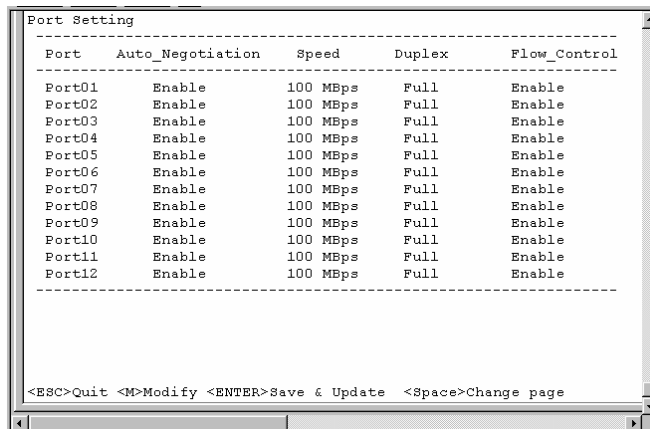 Port Setting
--------------------------------------------------------------------
Port Auto_Negotiation Speed Duplex Flow_Control
--------------------------------------------------------------------
Port01 Enable 100 MBps Full Enable
Port02 Enable 100 MBps Full Enable
Port03 Enable 100 MBps Full Enable
Port04 Enable 100 MBps Full Enable
Port05 Enable 100 MBps Full Enable
Port06 Enable 100 MBps Full Enable
Port07 Enable 100 MBps Full Enable
Port08 Enable 100 MBps Full Enable
Port09 Enable 100 MBps Full Enable
Port10 Enable 100 MBps Full Enable
Port11 Enable 100 MBps Full Enable
Port12 Enable 100 MBps Full Enable
--------------------------------------------------------------------
<ESC>Quit <M>Modify <ENTER>Save & Update <Space>Change page